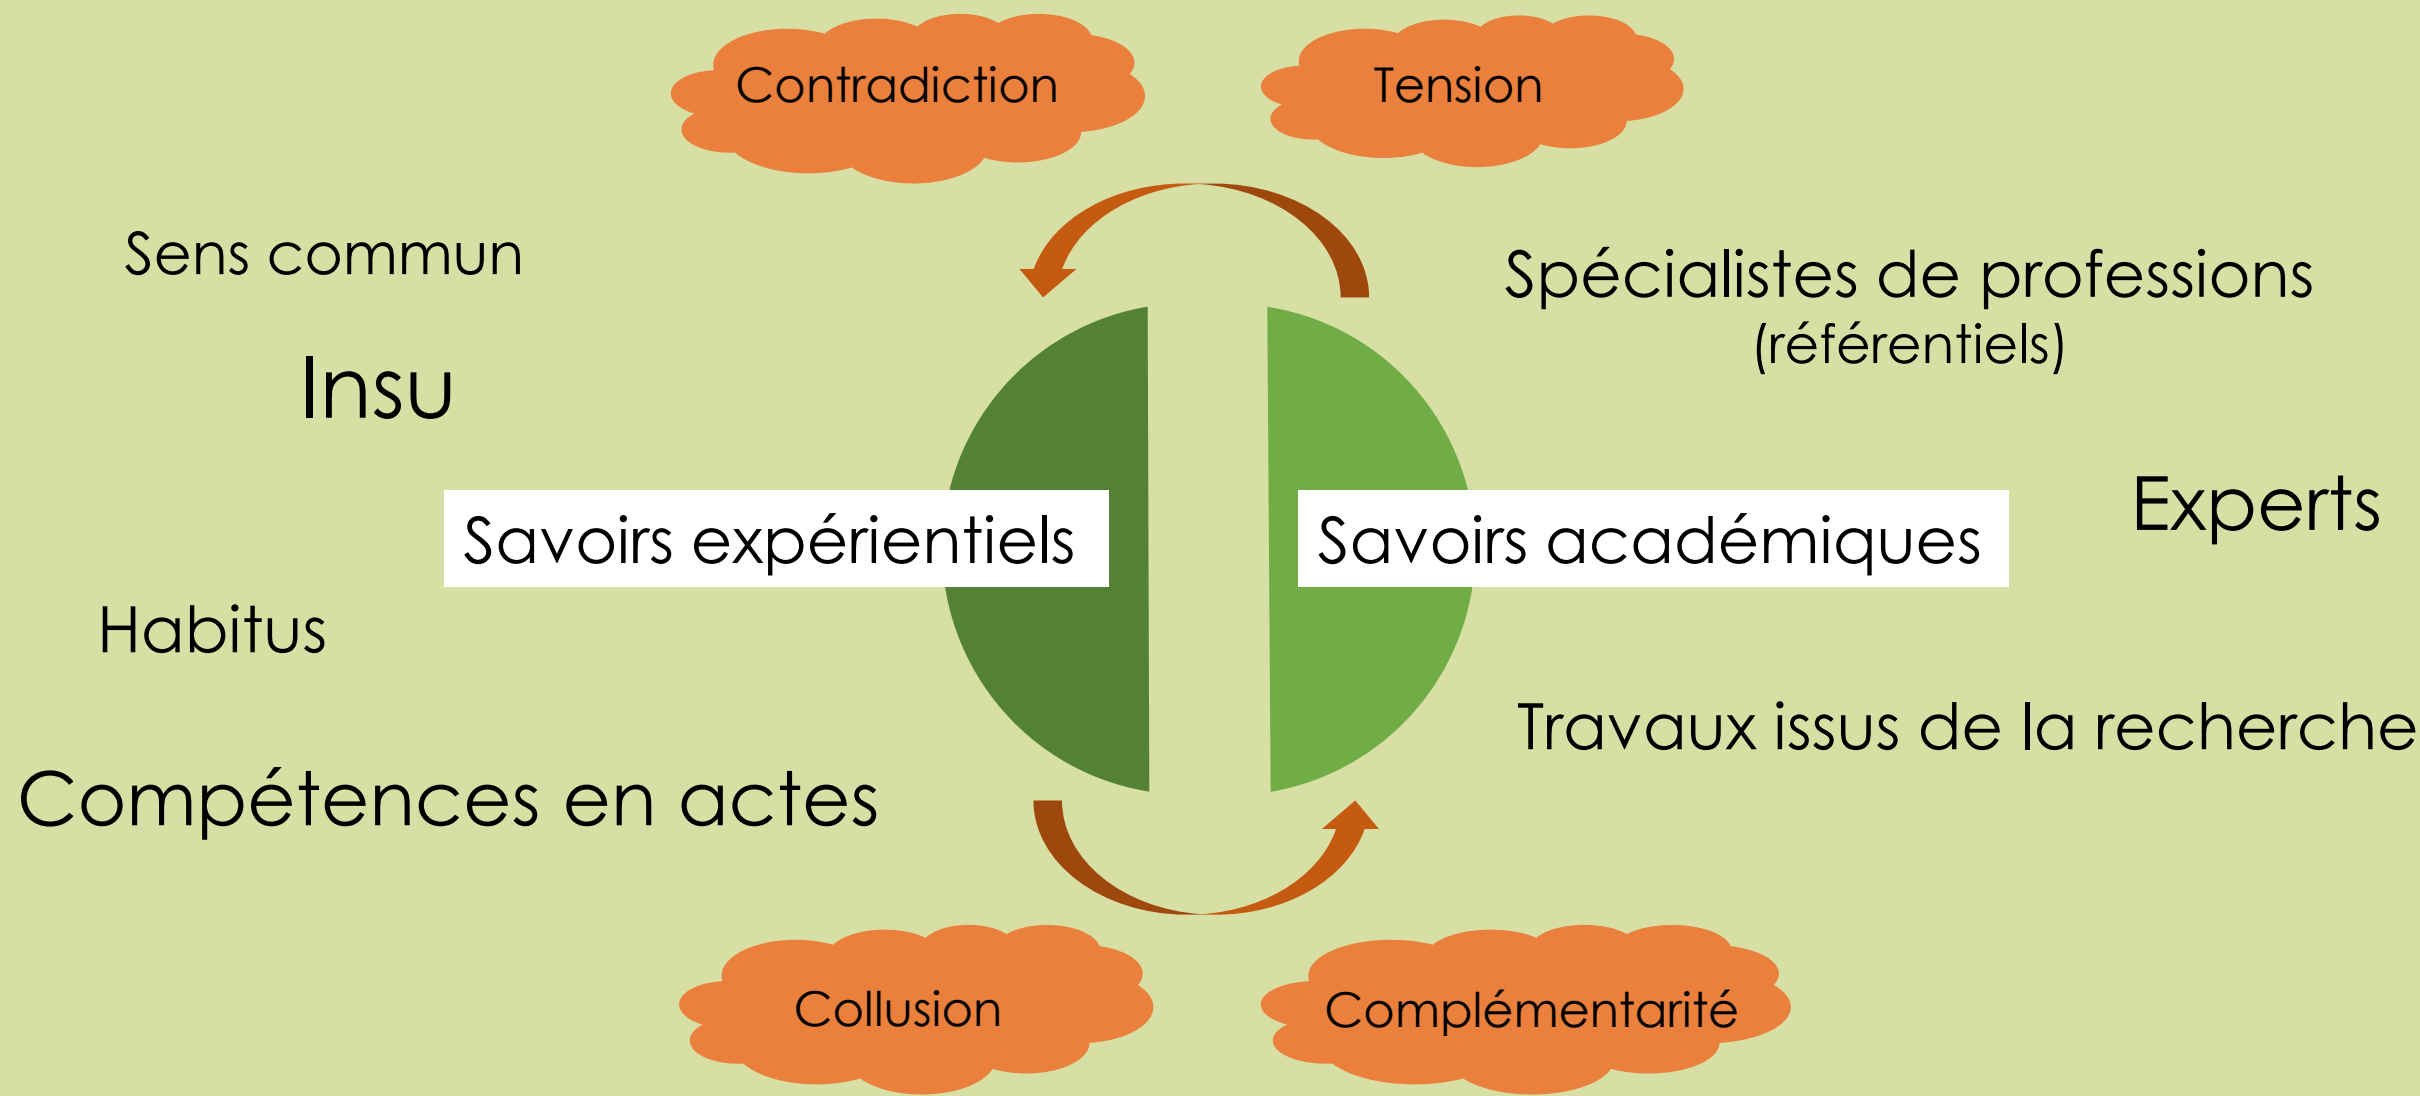 Contradiction
Tension
Sens commun
Spécialistes de professions
(référentiels)
Insu
Experts
Savoirs expérientiels
Savoirs académiques
Habitus
Travaux issus de la recherche
Compétences en actes
Collusion
Complémentarité